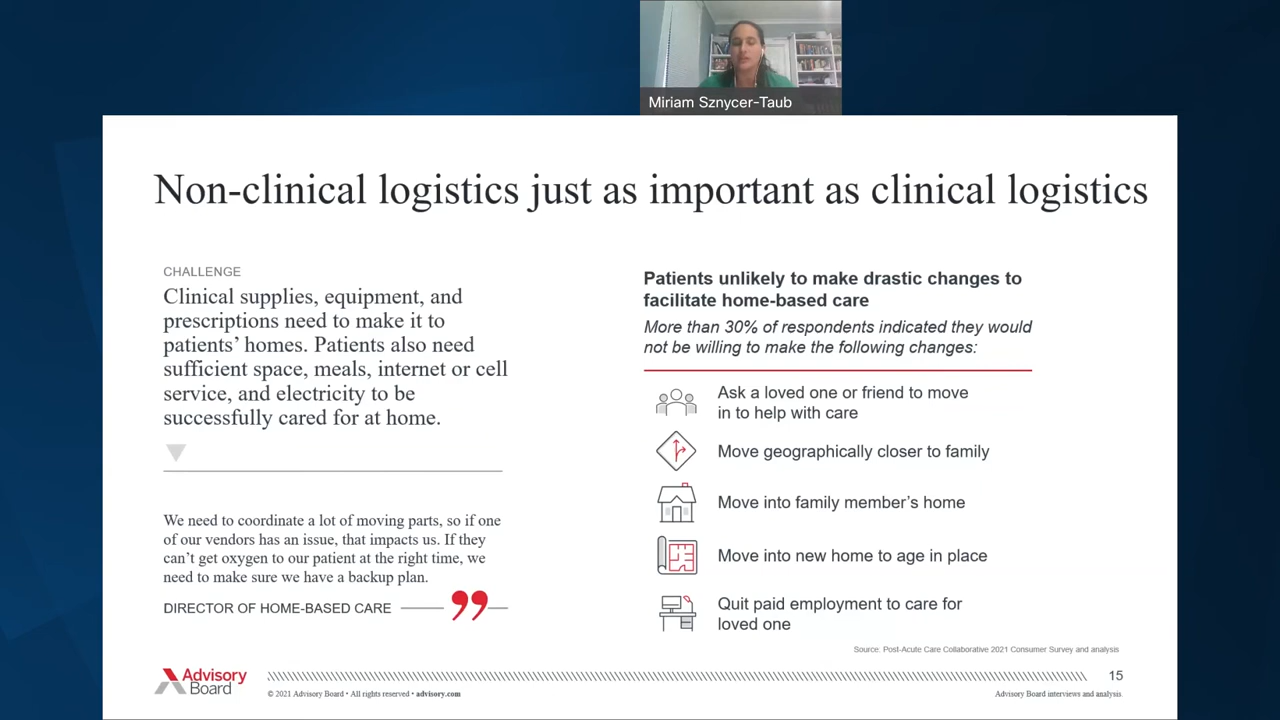 Miriam Sznycer-Taub
Non-clinical logistics just as important as clinical logistics
CHALLENGE
Clinical supplies, equipment, and
prescriptions need to make it to
patients’ homes. Patients also need
sufficient space, meals, internet or cell
service, and electricity to be
successfully cared for at home.
We need to coordinate a lot of moving parts, so if one
of our vendors has an issue, that impacts us. If they
can’t get oxygen to our patient at the right time, we
need to make sure we have a backup plan.
DIRECTOR OF HOME-BASED CARE
Patients unlikely to make drastic changes to
facilitate home-based care
More than 30% of respondents indicated they would
not be willing to make the following changes:
Ask a loved one or friend to move
in to help with care
Move geographically closer to family
Move into family member’s home
Move into new home to age in place
Quit paid employment to care for
loved one
Source: Post-Acute Care Collaborative 2021 Consumer Survey and analysis
Advisory
Board
15
© 2021 Advisory Board • All rights reserved • advisory.com
Advisory Board interviews and analysis.